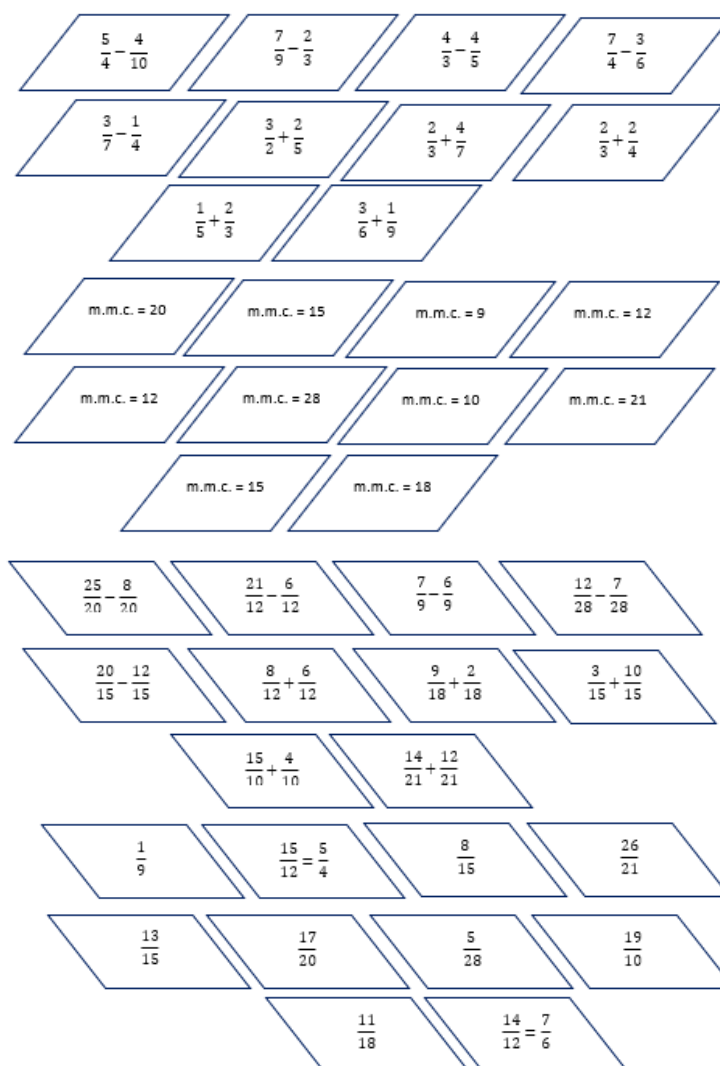 5/4 − 4/10 7/9 − 2/3 4/3 − 4/5 7/4 − 3/6
3/7 − 1/4 3/2 + 2/5 2/3 + 4/7 2/3 + 2/4
1/5 + 2/3 3/6 + 1/9
m.m.c. = 20 m.m.c. = 15 m.m.c. = 9 m.m.c. = 12
m.m.c. = 12 m.m.c. = 28 m.m.c. = 10 m.m.c. = 21
m.m.c. = 15 m.m.c. = 18
25/20 − 8/20 21/12 − 6/12 7/9 − 6/9 12/28 − 7/28
20/15 − 12/15 8/12 + 6/12 9/18 + 2/18 3/15 + 10/15
15/10 + 4/10 14/21 + 12/21
1/9 15/12 = 5/4 8/15 26/21
13/15 17/20 5/28 19/10
11/18 14/12 = 7/6